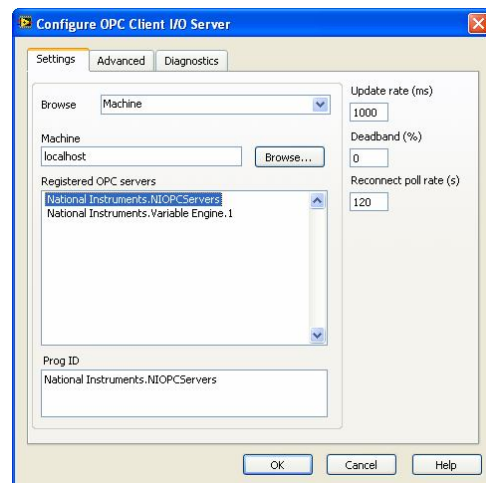 Configure OPC Client I/O Server
Settings
Advanced
Diagnostics
Browse
Machine
Machine
localhost
Browse...
Registered OPC servers
National Instruments.NIOPCServers
National Instruments.Variable Engine.1
Prog ID
National Instruments.NIOPCServers
Update rate (ms)
1000
Deadband (%)
0
Reconnect poll rate (s)
120
OK
Cancel
Help